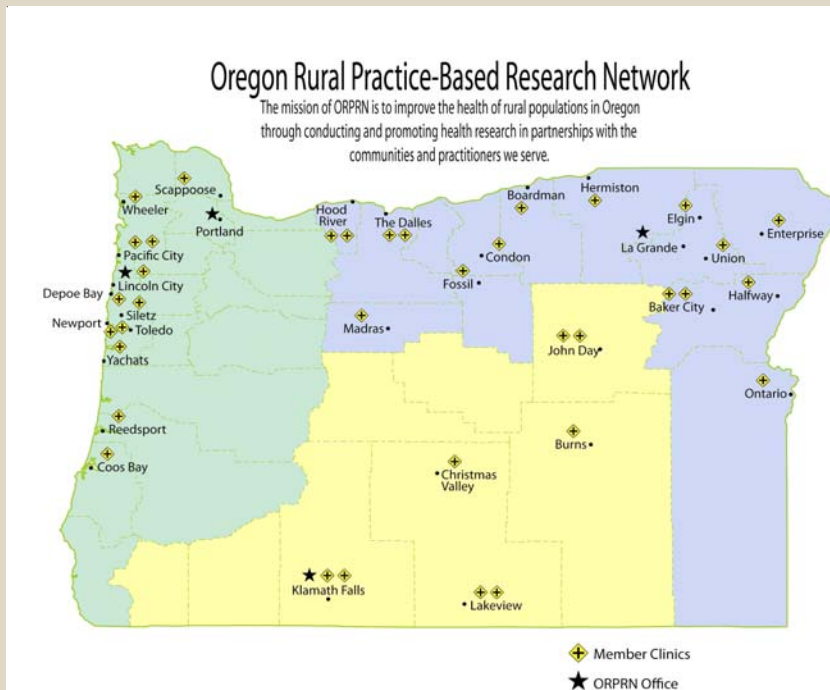 Oregon Rural Practice-Based Research Network
The mission of ORPRN is to improve the health of rural populations in Oregon
through conducting and promoting health research in partnerships with the
communities and practitioners we serve.
Scappoose
Wheeler
Portland
Pacific City
Lincoln City
Depoe Bay
Siletz
Newport
Toledo
Yachats
Reedsport
Coos Bay
Hood
River
The Dalles
Boardman
Hermiston
Elgin
Enterprise
La Grande
Union
Condon
Fossil
Baker City
Halfway
Madras
John Day
Ontario
Burns
Christmas
Valley
Klamath Falls
Lakeview
Member Clinics
ORPRN Office